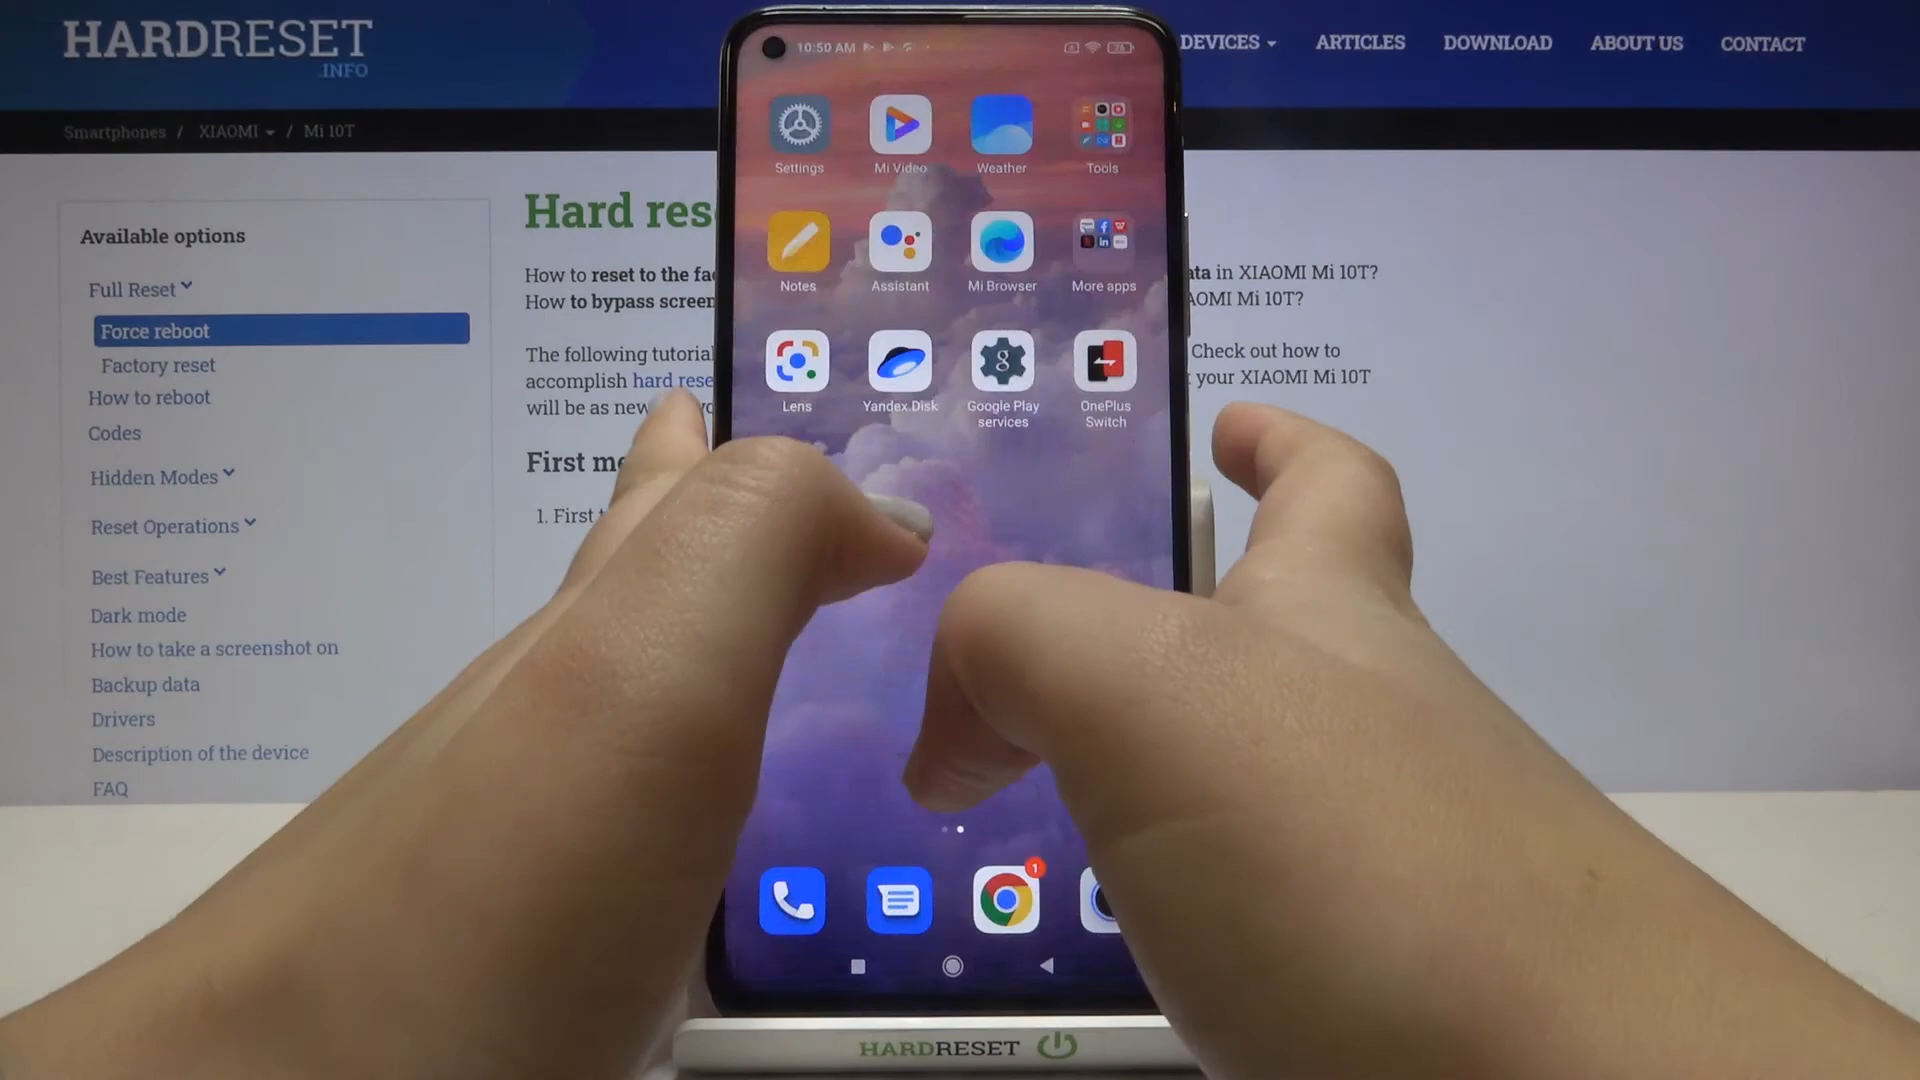 HARDRESET
.INFO
DEVICES
ARTICLES
DOWNLOAD
ABOUT US
CONTACT
Smartphones / XIAOMI / Mi 10T
Available options
Full Reset
Force reboot
Factory reset
How to reboot
Codes
Hidden Modes
Reset Operations
Best Features
Dark mode
How to take a screenshot on
Backup data
Drivers
Description of the device
FAQ
Hard res
How to reset to the fa
in XIAOMI Mi 10T?
How to bypass screen
XIAOMI Mi 10T?
The following tutorial
Check out how to
accomplish hard rese
your XIAOMI Mi 10T
will be as new
First me
1. First
10:50 AM
Settings
Mi Video
Weather
Tools
Notes
Assistant
Mi Browser
More apps
Lens
Yandex.Disk
Google Play
services
OnePlus
Switch
1
HARDRESET